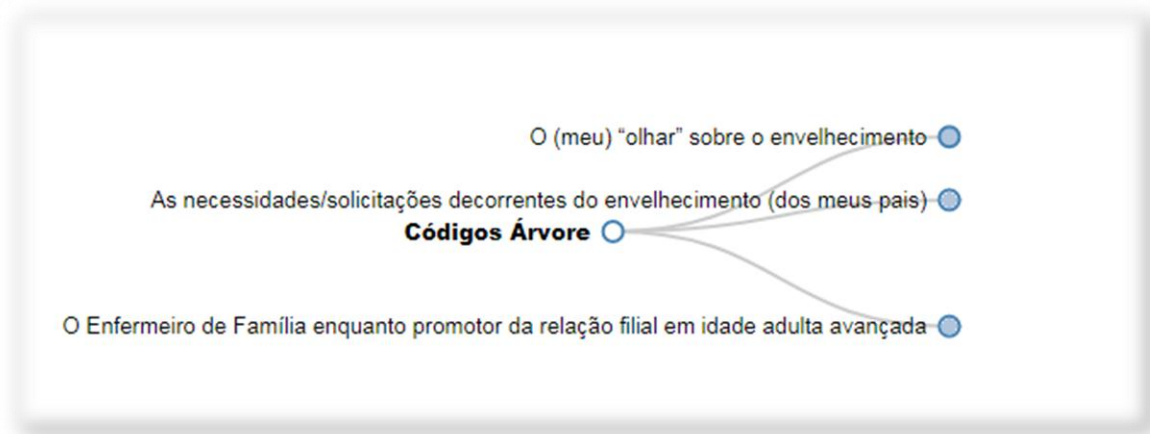 O (meu) “olhar” sobre o envelhecimento
As necessidades/solicitações decorrentes do envelhecimento (dos meus pais)
Códigos Árvore
O Enfermeiro de Família enquanto promotor da relação filial em idade adulta avançada